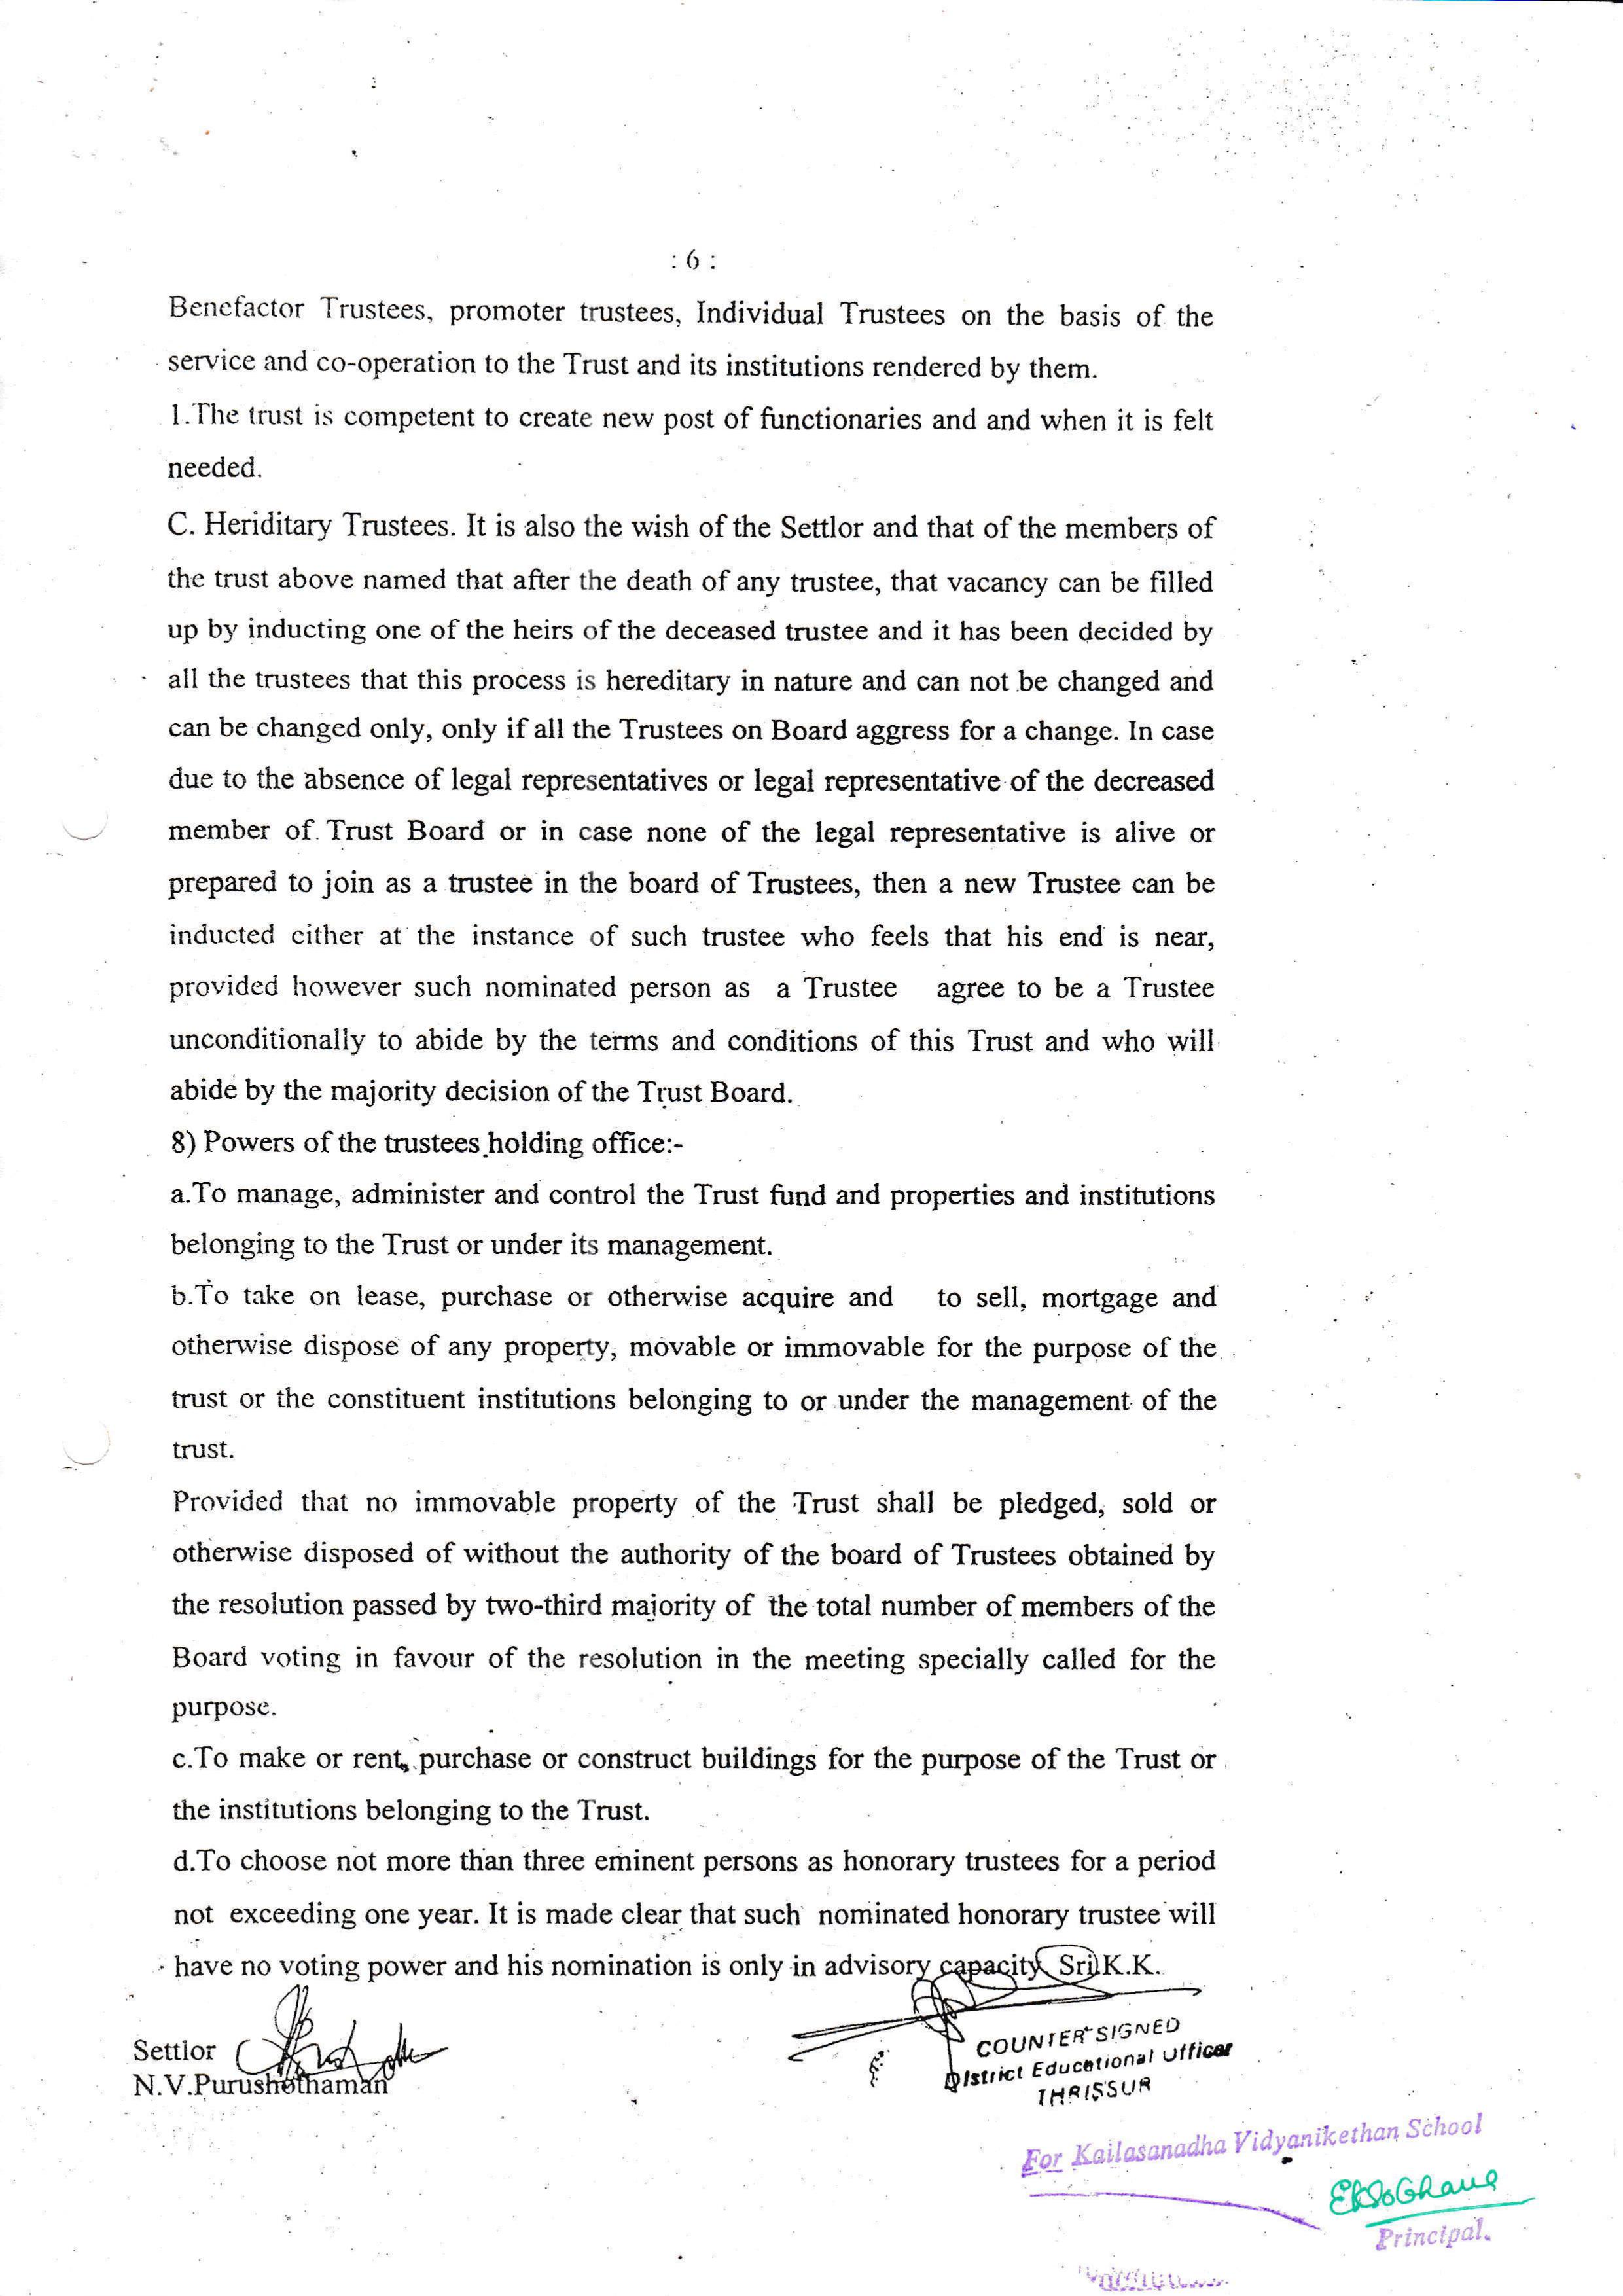 : 6 :
Benefactor Trustees, promoter trustees, Individual Trustees on the basis of the
service and co-operation to the Trust and its institutions rendered by them.
1.The trust is competent to create new post of functionaries and and when it is felt
needed.
C. Heriditary Trustees. It is also the wish of the Settlor and that of the members of
the trust above named that after the death of any trustee, that vacancy can be filled
up by inducting one of the heirs of the deceased trustee and it has been decided by
all the trustees that this process is hereditary in nature and can not be changed and
can be changed only, only if all the Trustees on Board aggress for a change. In case
due to the absence of legal representatives or legal representative of the decreased
member of Trust Board or in case none of the legal representative is alive or
prepared to join as a trustee in the board of Trustees, then a new Trustee can be
inducted either at the instance of such trustee who feels that his end is near,
provided however such nominated person as a Trustee agree to be a Trustee
unconditionally to abide by the terms and conditions of this Trust and who will
abide by the majority decision of the Trust Board.
8) Powers of the trustees holding office:-
a.To manage, administer and control the Trust fund and properties and institutions
belonging to the Trust or under its management.
b.To take on lease, purchase or otherwise acquire and to sell, mortgage and
otherwise dispose of any property, movable or immovable for the purpose of the
trust or the constituent institutions belonging to or under the management of the
trust.
Provided that no immovable property of the Trust shall be pledged, sold or
otherwise disposed of without the authority of the board of Trustees obtained by
the resolution passed by two-third majority of the total number of members of the
Board voting in favour of the resolution in the meeting specially called for the
purpose.
c.To make or rent, purchase or construct buildings for the purpose of the Trust or
the institutions belonging to the Trust.
d.To choose not more than three eminent persons as honorary trustees for a period
not exceeding one year. It is made clear that such nominated honorary trustee will
have no voting power and his nomination is only in advisory capacity Sri K.K.
Settlor
N.V.Purushothaman
COUNTER SIGNED
District Educational Officer
THRISSUR
For Kailasanadha Vidyanikethan School
Principal.